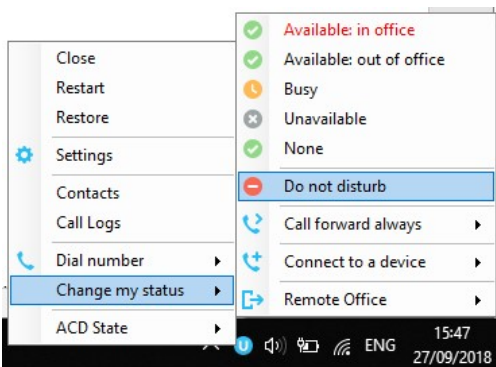 Close
Restart
Restore
Settings
Contacts
Call Logs
Dial number
Change my status
ACD State
Available: in office
Available: out of office
Busy
Unavailable
None
Do not disturb
Call forward always
Connect to a device
Remote Office
U
ENG
15:47
27/09/2018